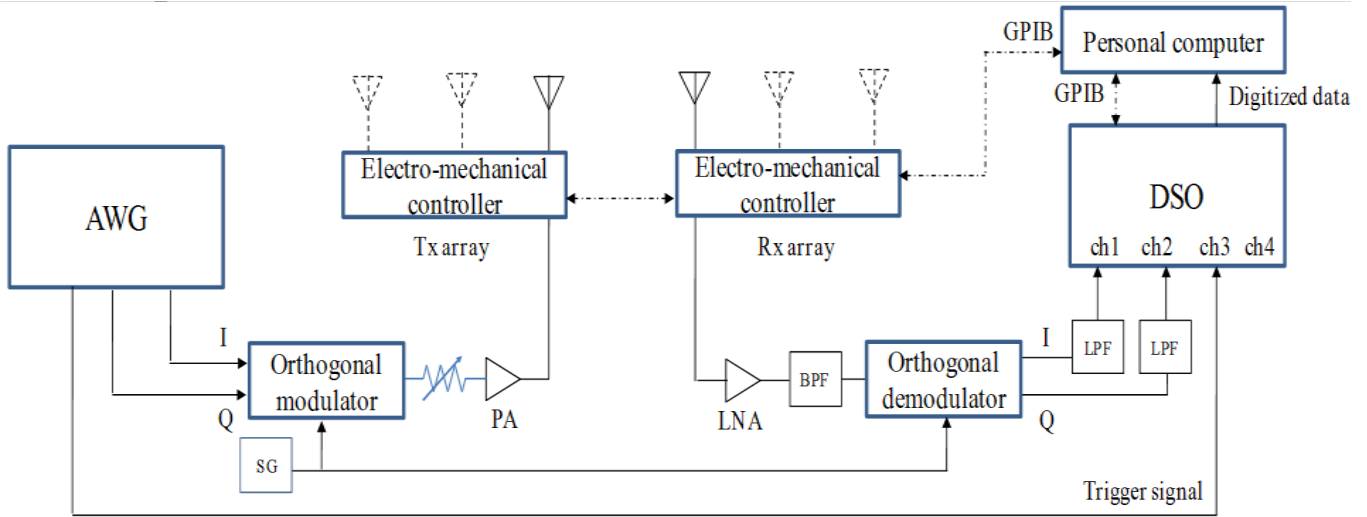 GPIB
Personal computer
GPIB
Digitized data
Electro-mechanical
controller
Electro-mechanical
controller
AWG
DSO
Tx array
Rx array
ch1 ch2 ch3 ch4
I
Orthogonal
modulator
Q
PA
LNA
BPF
Orthogonal
demodulator
I
Q
LPF
LPF
SG
Trigger signal